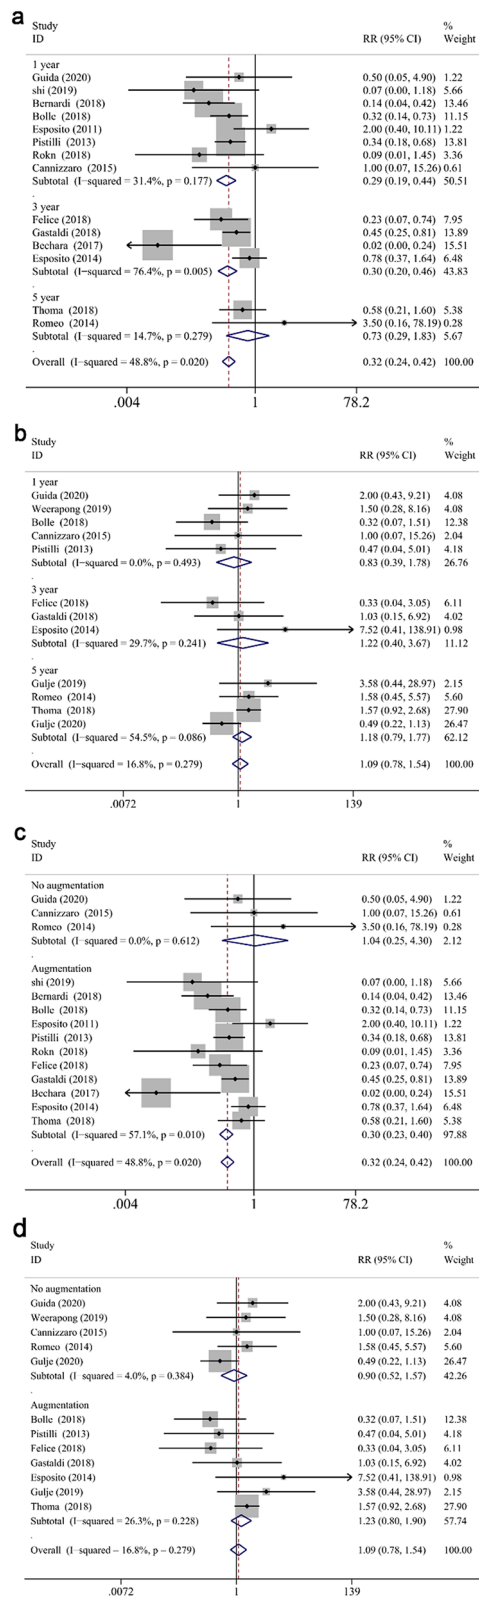 a
Study %
ID RR (95% CI) Weight
1 year
Guida (2020) 0.50 (0.05, 4.90) 1.22
shi (2019) 0.07 (0.00, 1.18) 5.66
Bernardi (2018) 0.14 (0.04, 0.42) 13.46
Bolle (2018) 0.32 (0.14, 0.73) 11.15
Esposito (2011) 2.00 (0.40, 10.11) 1.22
Pistilli (2013) 0.34 (0.18, 0.68) 13.81
Rokn (2018) 0.09 (0.01, 1.45) 3.36
Cannizzaro (2015) 1.00 (0.07, 15.26) 0.61
Subtotal (I-squared = 31.4%, p = 0.177) 0.29 (0.19, 0.44) 50.51
.
3 year
Felice (2018) 0.23 (0.07, 0.74) 7.95
Gastaldi (2018) 0.45 (0.25, 0.81) 13.89
Bechara (2017) 0.02 (0.00, 0.24) 15.51
Esposito (2014) 0.78 (0.37, 1.64) 6.48
Subtotal (I-squared = 76.4%, p = 0.005) 0.30 (0.20, 0.46) 43.83
.
5 year
Thoma (2018) 0.58 (0.21, 1.60) 5.38
Romeo (2014) 3.50 (0.16, 78.19) 0.28
Subtotal (I-squared = 14.7%, p = 0.279) 0.73 (0.29, 1.83) 5.67
.
Overall (I-squared = 48.8%, p = 0.020) 0.32 (0.24, 0.42) 100.00
.004 1 78.2
b
Study %
ID RR (95% CI) Weight
1 year
Guida (2020) 2.00 (0.43, 9.21) 4.08
Weerapong (2019) 1.50 (0.28, 8.16) 4.08
Bolle (2018) 0.32 (0.07, 1.51) 12.38
Cannizzaro (2015) 1.00 (0.07, 15.26) 2.04
Pistilli (2013) 0.47 (0.04, 5.01) 4.18
Subtotal (I-squared = 0.0%, p = 0.493) 0.83 (0.39, 1.78) 26.76
.
3 year
Felice (2018) 0.33 (0.04, 3.05) 6.11
Gastaldi (2018) 1.03 (0.15, 6.92) 4.02
Esposito (2014) 7.52 (0.41, 138.91) 0.98
Subtotal (I-squared = 29.7%, p = 0.241) 1.22 (0.40, 3.67) 11.12
.
5 year
Gulje (2019) 3.58 (0.44, 28.97) 2.15
Romeo (2014) 1.58 (0.45, 5.57) 5.60
Thoma (2018) 1.57 (0.92, 2.68) 27.90
Gulje (2020) 0.49 (0.22, 1.13) 26.47
Subtotal (I-squared = 54.5%, p = 0.086) 1.18 (0.79, 1.77) 62.12
.
Overall (I-squared = 16.8%, p = 0.279) 1.09 (0.78, 1.54) 100.00
.0072 1 139
c
Study %
ID RR (95% CI) Weight
No augmentation
Guida (2020) 0.50 (0.05, 4.90) 1.22
Cannizzaro (2015) 1.00 (0.07, 15.26) 0.61
Romeo (2014) 3.50 (0.16, 78.19) 0.28
Subtotal (I-squared = 0.0%, p = 0.612) 1.04 (0.25, 4.30) 2.12
.
Augmentation
shi (2019) 0.07 (0.00, 1.18) 5.66
Bernardi (2018) 0.14 (0.04, 0.42) 13.46
Bolle (2018) 0.32 (0.14, 0.73) 11.15
Esposito (2011) 2.00 (0.40, 10.11) 1.22
Pistilli (2013) 0.34 (0.18, 0.68) 13.81
Rokn (2018) 0.09 (0.01, 1.45) 3.36
Felice (2018) 0.23 (0.07, 0.74) 7.95
Gastaldi (2018) 0.45 (0.25, 0.81) 13.89
Bechara (2017) 0.02 (0.00, 0.24) 15.51
Esposito (2014) 0.78 (0.37, 1.64) 6.48
Thoma (2018) 0.58 (0.21, 1.60) 5.38
Subtotal (I-squared = 57.1%, p = 0.010) 0.30 (0.23, 0.40) 97.88
.
Overall (I-squared = 48.8%, p = 0.020) 0.32 (0.24, 0.42) 100.00
.004 1 78.2
d
Study %
ID RR (95% CI) Weight
No augmentation
Guida (2020) 2.00 (0.43, 9.21) 4.08
Weerapong (2019) 1.50 (0.28, 8.16) 4.08
Cannizzaro (2015) 1.00 (0.07, 15.26) 2.04
Romeo (2014) 1.58 (0.45, 5.57) 5.60
Gulje (2020) 0.49 (0.22, 1.13) 26.47
Subtotal (I-squared = 4.0%, p = 0.384) 0.90 (0.52, 1.57) 42.26
.
Augmentation
Bolle (2018) 0.32 (0.07, 1.51) 12.38
Pistilli (2013) 0.47 (0.04, 5.01) 4.18
Felice (2018) 0.33 (0.04, 3.05) 6.11
Gastaldi (2018) 1.03 (0.15, 6.92) 4.02
Esposito (2014) 7.52 (0.41, 138.91) 0.98
Gulje (2019) 3.58 (0.44, 28.97) 2.15
Thoma (2018) 1.57 (0.92, 2.68) 27.90
Subtotal (I-squared = 26.3%, p = 0.228) 1.23 (0.80, 1.90) 57.74
.
Overall (I-squared = 16.8%, p = 0.279) 1.09 (0.78, 1.54) 100.00
.0072 1 139